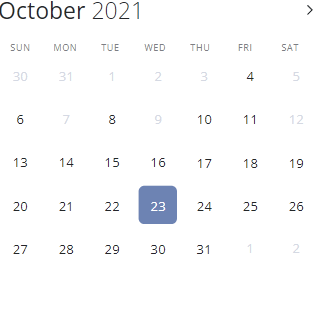 October 2021
SUN MON TUE WED THU FRI SAT
30 31 1 2 3 4 5
6 7 8 9 10 11 12
13 14 15 16 17 18 19
20 21 22 23 24 25 26
27 28 29 30 31 1 2